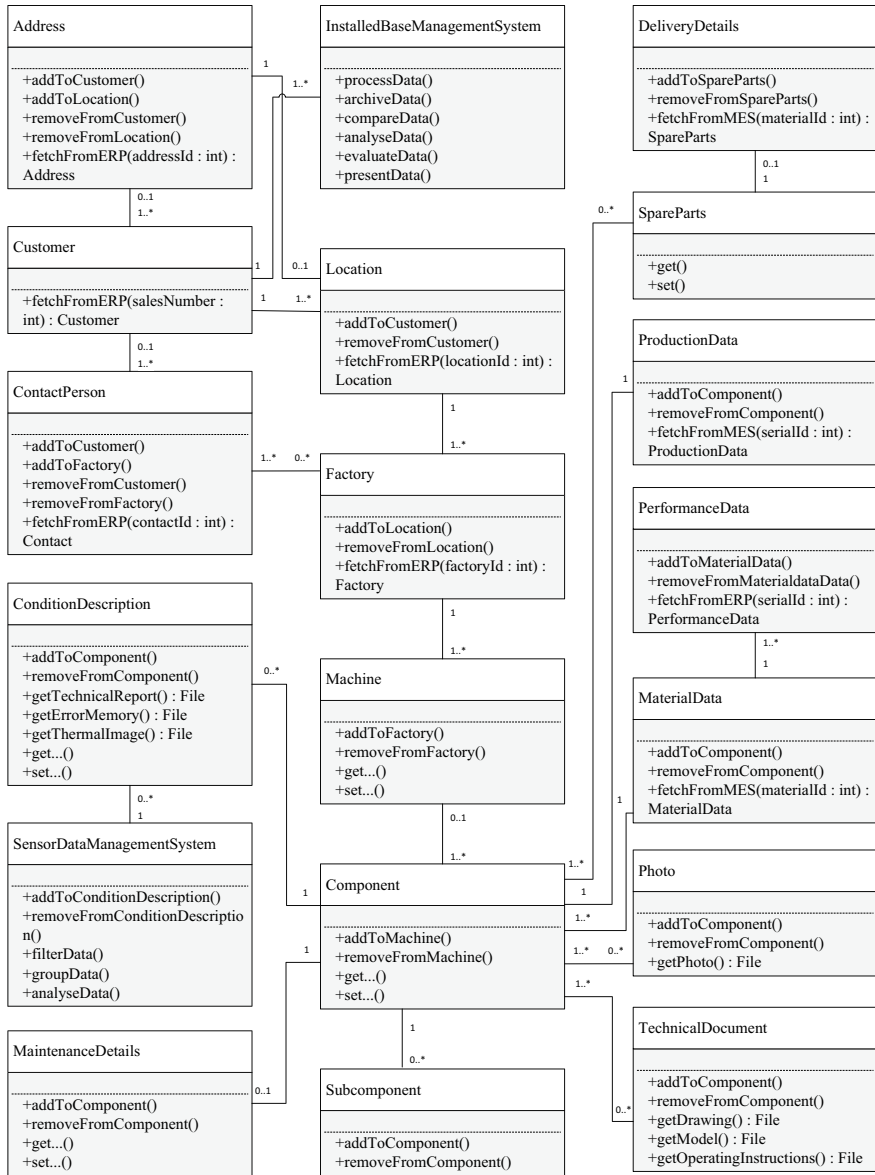 Address
+addToCustomer()
+addToLocation()
+removeFromCustomer()
+removeFromLocation()
+fetchFromERP(addressId : int) :
Address
InstalledBaseManagementSystem
+processData()
+archiveData()
+compareData()
+analyseData()
+evaluateData()
+presentData()
DeliveryDetails
+addToSpareParts()
+removeFromSpareParts()
+fetchFromMES(materialId : int) :
SpareParts
1
1..*
0..1
1..*
0..1
1
0..*
Customer
+fetchFromERP(salesNumber :
int) : Customer
1
0..1
1
1..*
Location
+addToCustomer()
+removeFromCustomer()
+fetchFromERP(locationId : int) :
Location
SpareParts
+get()
+set()
0..1
1..*
ContactPerson
+addToCustomer()
+addToFactory()
+removeFromCustomer()
+removeFromFactory()
+fetchFromERP(contactId : int) :
Contact
1
1..*
1..*
0..*
Factory
+addToLocation()
+removeFromLocation()
+fetchFromERP(factoryId : int) :
Factory
ProductionData
+addToComponent()
+removeFromComponent()
+fetchFromMES(serialId : int) :
ProductionData
1
PerformanceData
+addToMaterialData()
+removeFromMaterialdataData()
+fetchFromERP(serialId : int) :
PerformanceData
ConditionDescription
+addToComponent()
+removeFromComponent()
+getTechnicalReport() : File
+getErrorMemory() : File
+getThermalImage() : File
+get...()
+set...()
0..*
1
1..*
Machine
+addToFactory()
+removeFromFactory()
+get...()
+set...()
1..*
1
MaterialData
+addToComponent()
+removeFromComponent()
+fetchFromMES(materialId : int) :
MaterialData
1
0..*
1
SensorDataManagementSystem
+addToConditionDescription()
+removeFromConditionDescriptio
n()
+filterData()
+groupData()
+analyseData()
0..1
1..*
1
1
Component
+addToMachine()
+removeFromMachine()
+get...()
+set...()
1..*
1
1..*
1..*
0..*
1..*
Photo
+addToComponent()
+removeFromComponent()
+getPhoto() : File
MaintenanceDetails
+addToComponent()
+removeFromComponent()
+get...()
+set...()
0..1
1
0..*
Subcomponent
+addToComponent()
+removeFromComponent()
0..*
TechnicalDocument
+addToComponent()
+removeFromComponent()
+getDrawing() : File
+getModel() : File
+getOperatingInstructions() : File